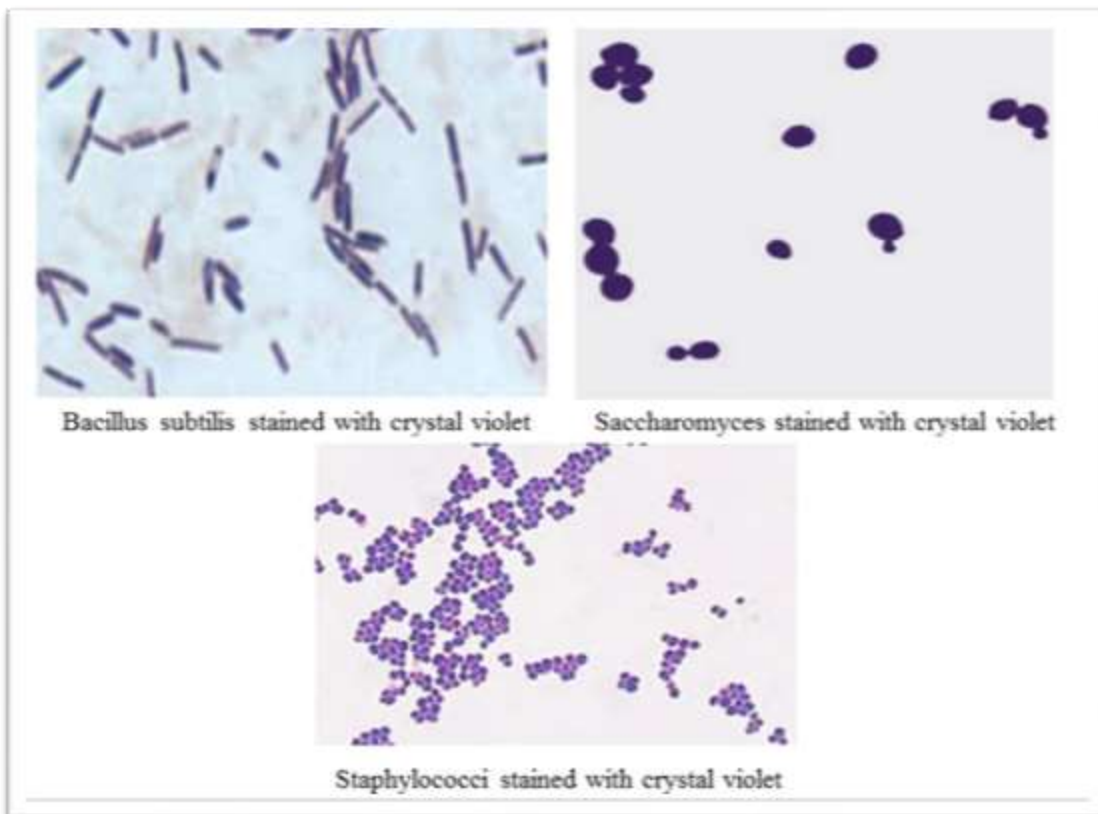 Bacillus subtilis stained with crystal violet
Saccharomyces stained with crystal violet
Staphylococci stained with crystal violet